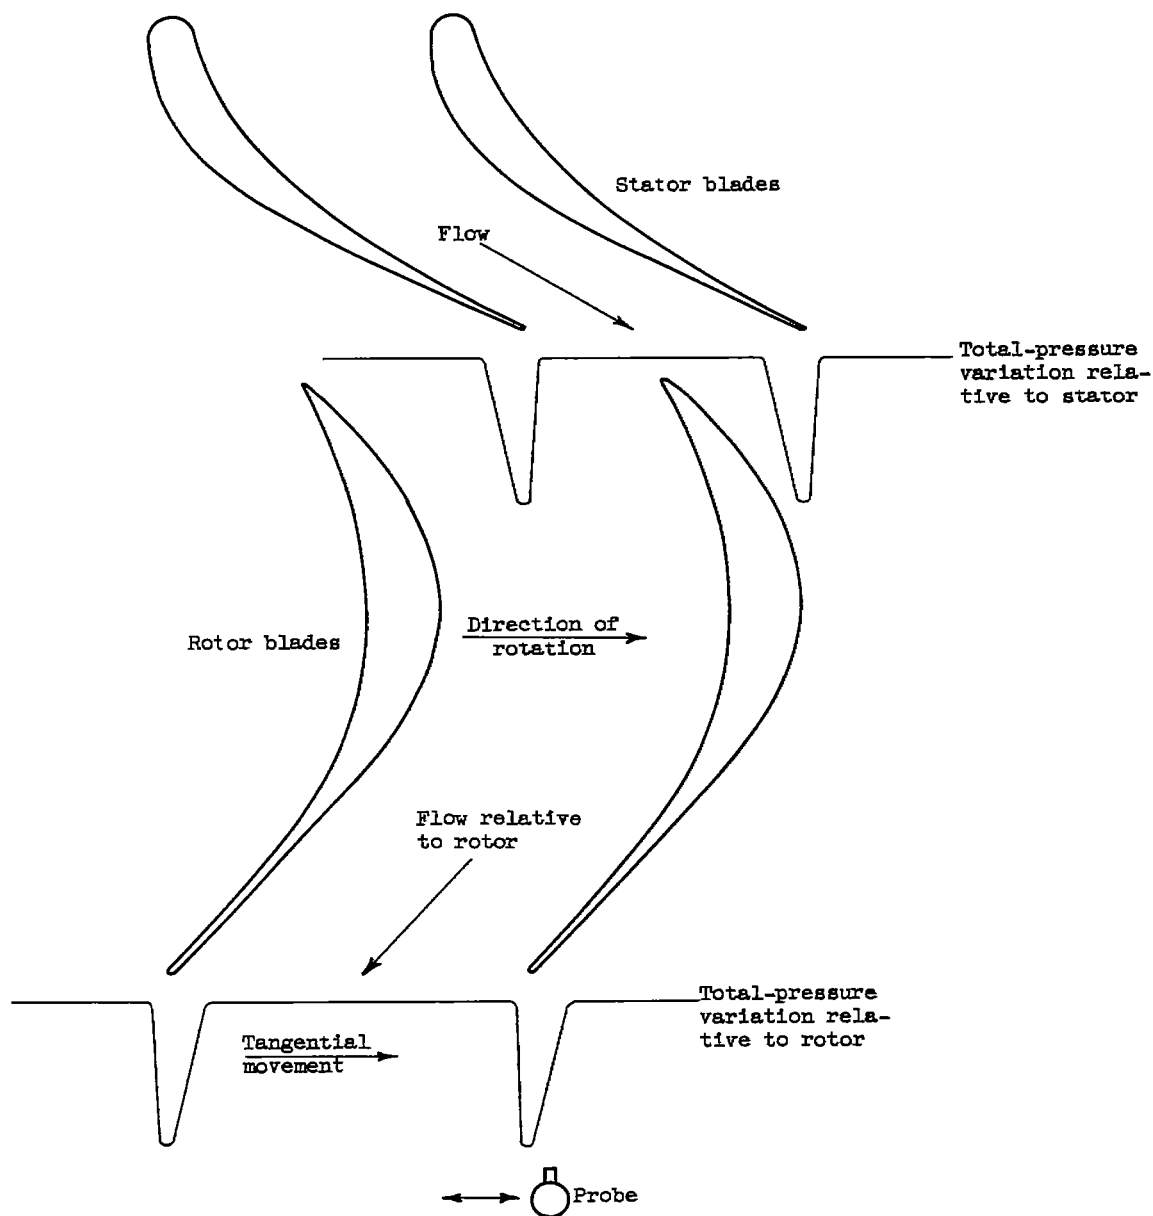 Stator blades
Flow
Total-pressure
variation rela-
tive to stator
Rotor blades
Direction of
rotation
Flow relative
to rotor
Total-pressure
variation rela-
tive to rotor
Tangential
movement
Probe